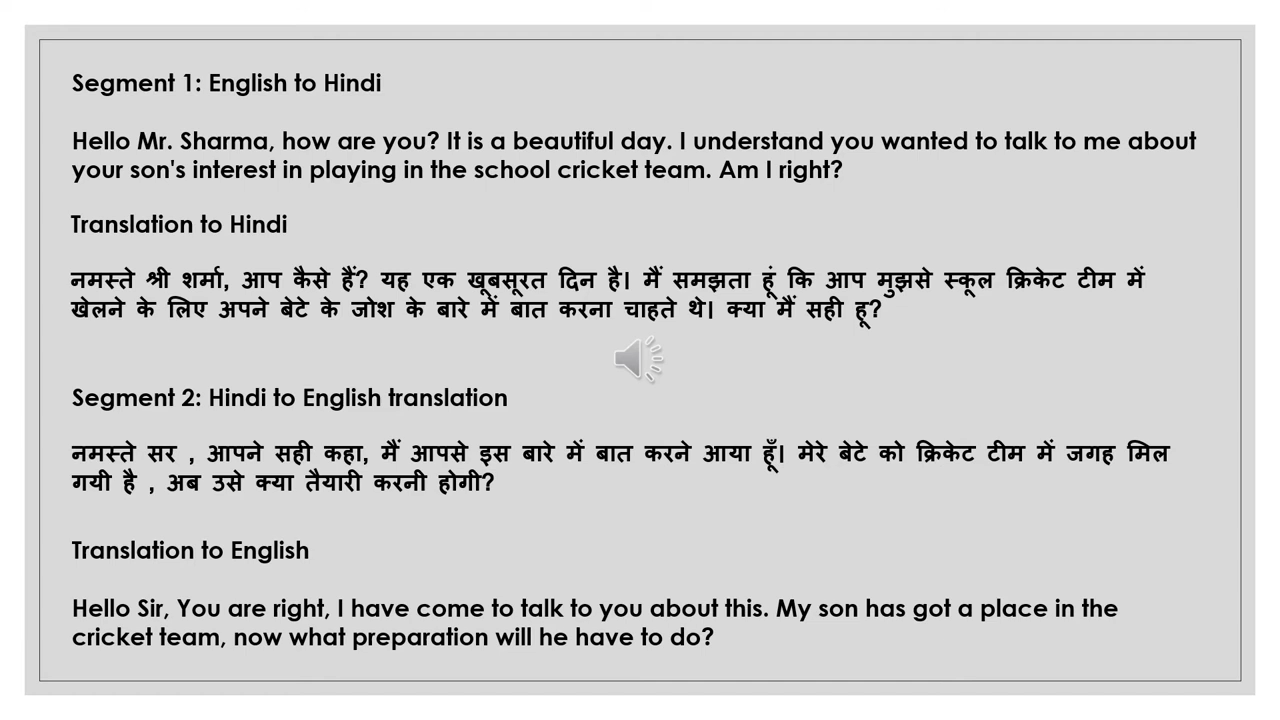 Segment 1: English to Hindi
Hello Mr. Sharma, how are you? It is a beautiful day. I understand you wanted to talk to me about
your son's interest in playing in the school cricket team. Am I right?
Translation to Hindi
नमस्ते श्री शर्मा, आप कैसे हैं? यह एक खूबसूरत दिन है। मैं समझता हूं कि आप मुझसे स्कूल क्रिकेट टीम में
खेलने के लिए अपने बेटे के जोश के बारे में बात करना चाहते थे। क्या मैं सही हू?
Segment 2: Hindi to English translation
नमस्ते सर , आपने सही कहा, मैं आपसे इस बारे में बात करने आया हूँ। मेरे बेटे को क्रिकेट टीम में जगह मिल
गयी है , अब उसे क्या तैयारी करनी होगी?
Translation to English
Hello Sir, You are right, I have come to talk to you about this. My son has got a place in the
cricket team, now what preparation will he have to do?